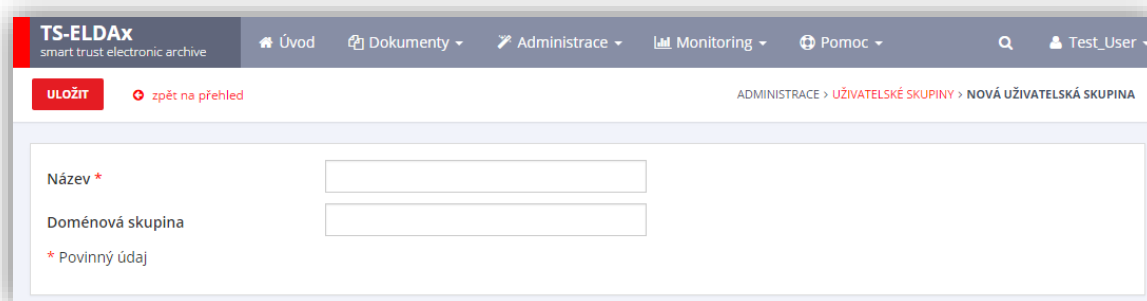 TS-ELDAx
smart trust electronic archive
Úvod
Dokumenty
Administrace
Monitoring
Pomoc
Test_User
ULOŽIT
zpět na přehled
ADMINISTRACE > UŽIVATELSKÉ SKUPINY > NOVÁ UŽIVATELSKÁ SKUPINA
Název *
Doménová skupina
* Povinný údaj